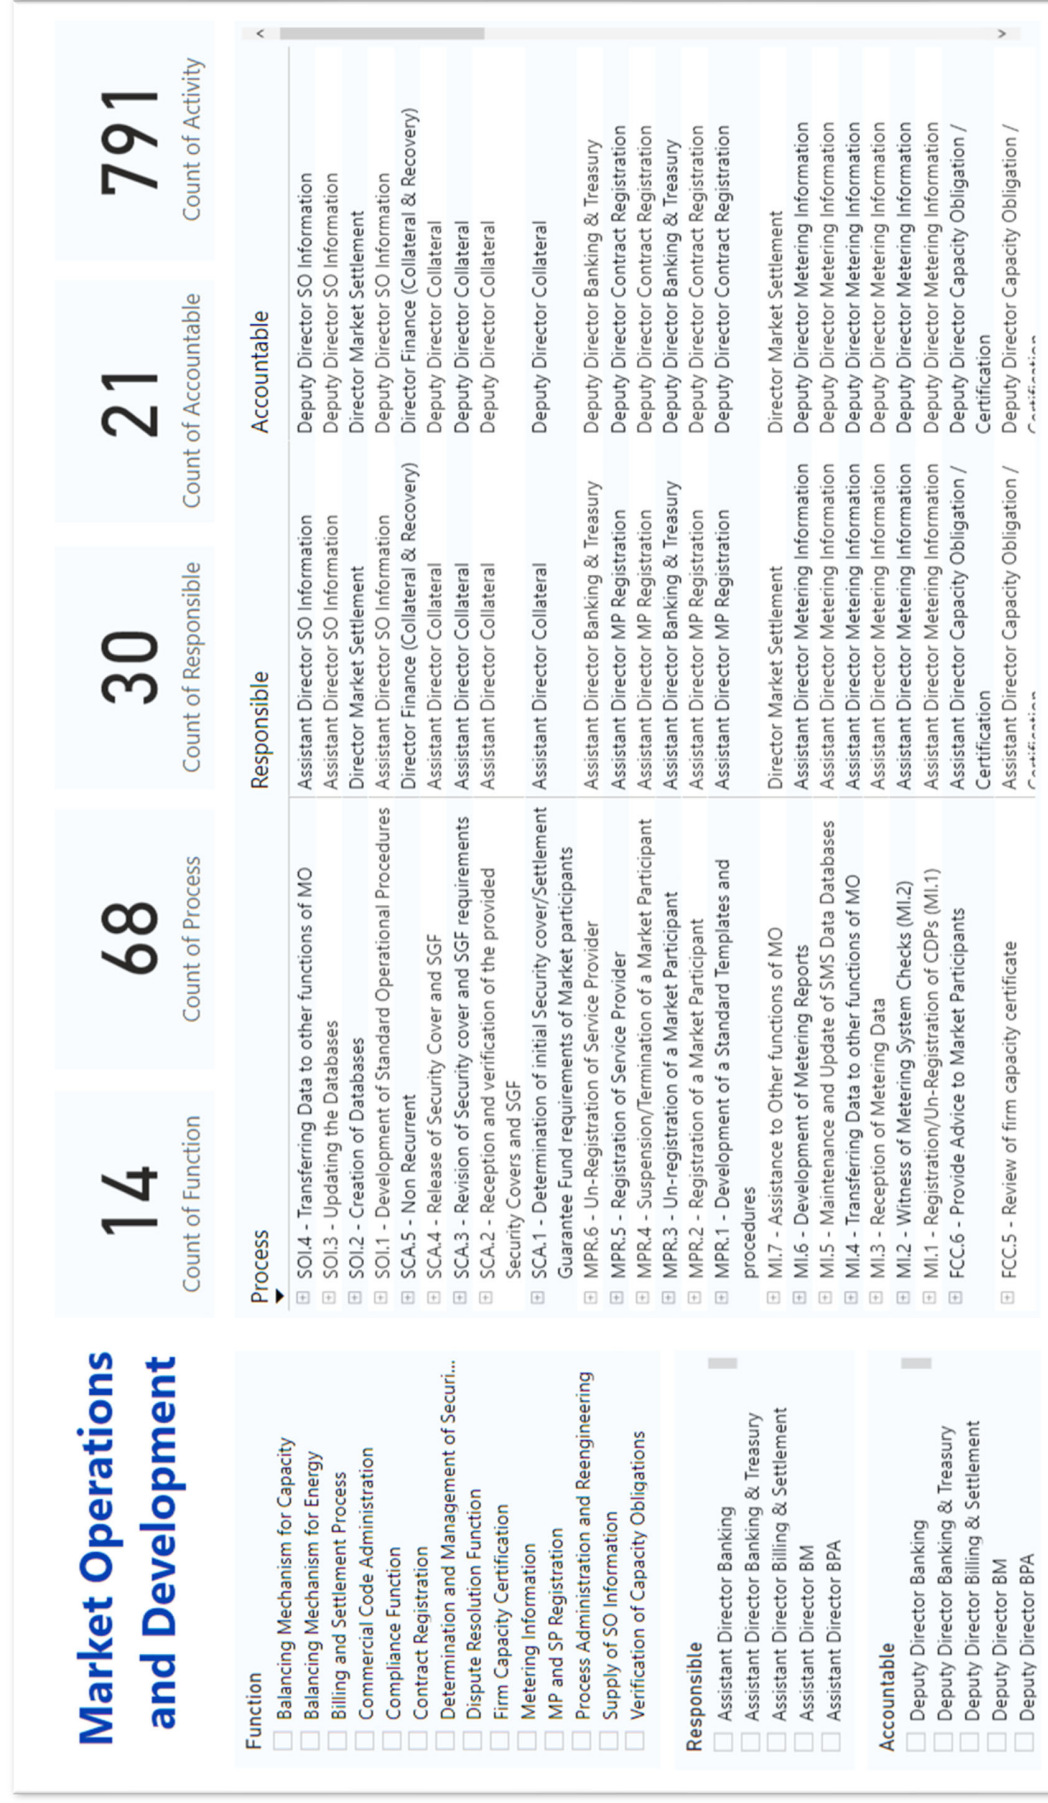 Market Operations
and Development
14
Count of Function
68
Count of Process
30
Count of Responsible
21
Count of Accountable
791
Count of Activity
Function
Balancing Mechanism for Capacity
Balancing Mechanism for Energy
Billing and Settlement Process
Commercial Code Administration
Compliance Function
Contract Registration
Determination and Management of Securi...
Dispute Resolution Function
Firm Capacity Certification
Metering Information
MP and SP Registration
Process Administration and Reengineering
Supply of SO Information
Verification of Capacity Obligations
Responsible
Assistant Director Banking
Assistant Director Banking & Treasury
Assistant Director Billing & Settlement
Assistant Director BM
Assistant Director BPA
Accountable
Deputy Director Banking
Deputy Director Banking & Treasury
Deputy Director Billing & Settlement
Deputy Director BM
Deputy Director BPA
Process Responsible Accountable
SOI.4 - Transferring Data to other functions of MO Assistant Director SO Information Deputy Director SO Information
SOI.3 - Updating the Databases Assistant Director SO Information Deputy Director SO Information
SOI.2 - Creation of Databases Director Market Settlement Director Market Settlement
SOI.1 - Development of Standard Operational Procedures Assistant Director SO Information Deputy Director SO Information
SCA.5 - Non Recurrent Director Finance (Collateral & Recovery) Director Finance (Collateral & Recovery)
SCA.4 - Release of Security Cover and SGF Assistant Director Collateral Deputy Director Collateral
SCA.3 - Revision of Security cover and SGF requirements Assistant Director Collateral Deputy Director Collateral
SCA.2 - Reception and verification of the provided Assistant Director Collateral Deputy Director Collateral
Security Covers and SGF
SCA.1 - Determination of initial Security cover/Settlement Assistant Director Collateral Deputy Director Collateral
Guarantee Fund requirements of Market participants
MPR.6 - Un-Registration of Service Provider Assistant Director Banking & Treasury Deputy Director Banking & Treasury
MPR.5 - Registration of Service Provider Assistant Director MP Registration Deputy Director Contract Registration
MPR.4 - Suspension/Termination of a Market Participant Assistant Director MP Registration Deputy Director Contract Registration
MPR.3 - Un-registration of a Market Participant Assistant Director Banking & Treasury Deputy Director Banking & Treasury
MPR.2 - Registration of a Market Participant Assistant Director MP Registration Deputy Director Contract Registration
MPR.1 - Development of a Standard Templates and Assistant Director MP Registration Deputy Director Contract Registration
procedures
MI.7 - Assistance to Other functions of MO Director Market Settlement Director Market Settlement
MI.6 - Development of Metering Reports Assistant Director Metering Information Deputy Director Metering Information
MI.5 - Maintenance and Update of SMS Data Databases Assistant Director Metering Information Deputy Director Metering Information
MI.4 - Transferring Data to other functions of MO Assistant Director Metering Information Deputy Director Metering Information
MI.3 - Reception of Metering Data Assistant Director Metering Information Deputy Director Metering Information
MI.2 - Witness of Metering System Checks (MI.2) Assistant Director Metering Information Deputy Director Metering Information
MI.1 - Registration/Un-Registration of CDPs (MI.1) Assistant Director Metering Information Deputy Director Metering Information
FCC.6 - Provide Advice to Market Participants Assistant Director Capacity Obligation / Deputy Director Capacity Obligation /
Certification Certification
FCC.5 - Review of firm capacity certificate Assistant Director Capacity Obligation / Deputy Director Capacity Obligation /